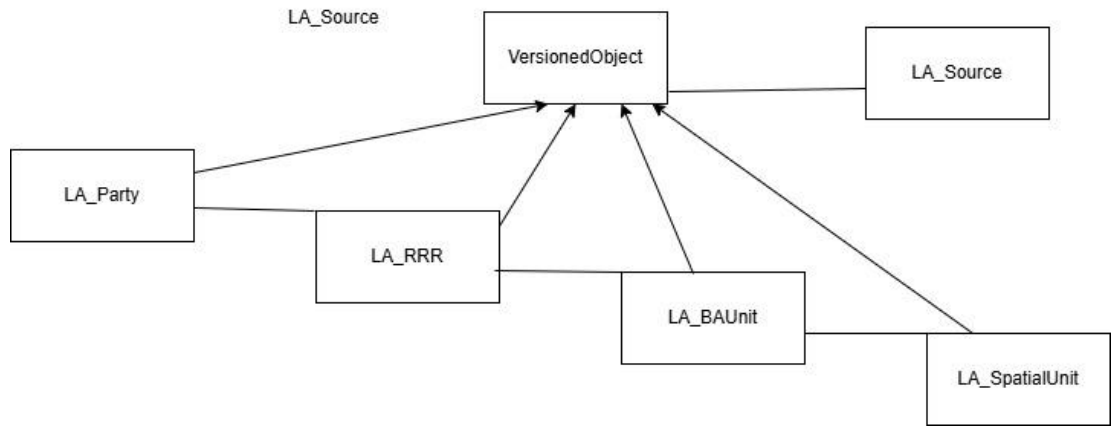 LA_Source
VersionedObject
LA_Source
LA_Party
LA_RRR
LA_BAUnit
LA_SpatialUnit